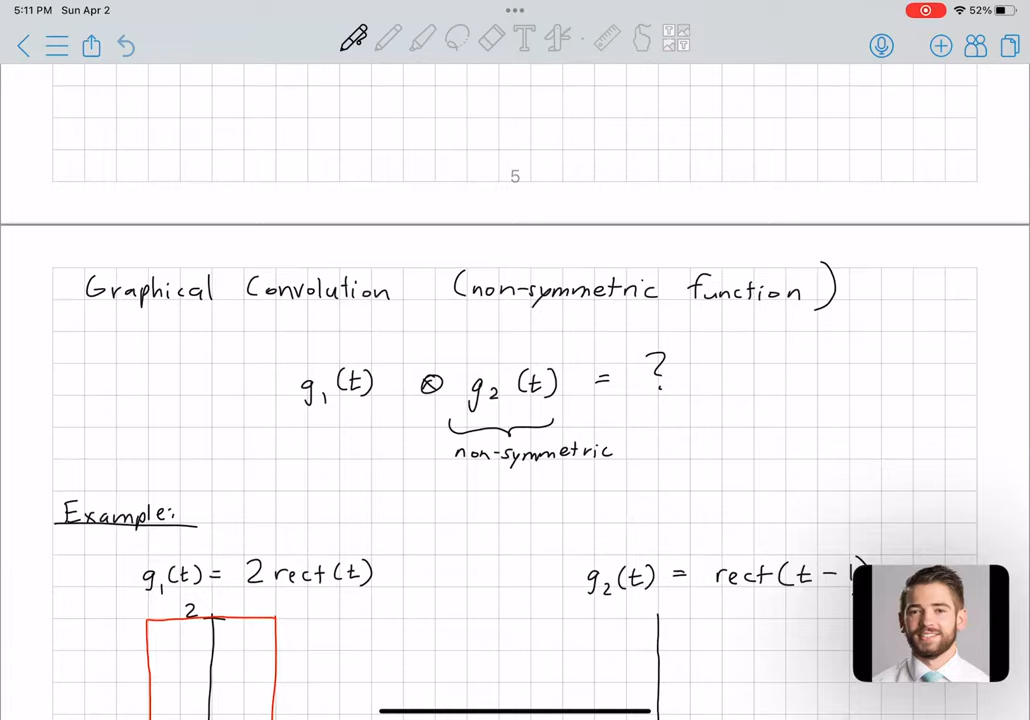 5:11 PM Sun Apr 2
52%
5
Graphical Convolution (non-symmetric function)
g₁(t) ⊗ g₂(t) = ?
non-symmetric
Example:
g₁(t) = 2 rect(t)
g₂(t) = rect(t - 1)
2